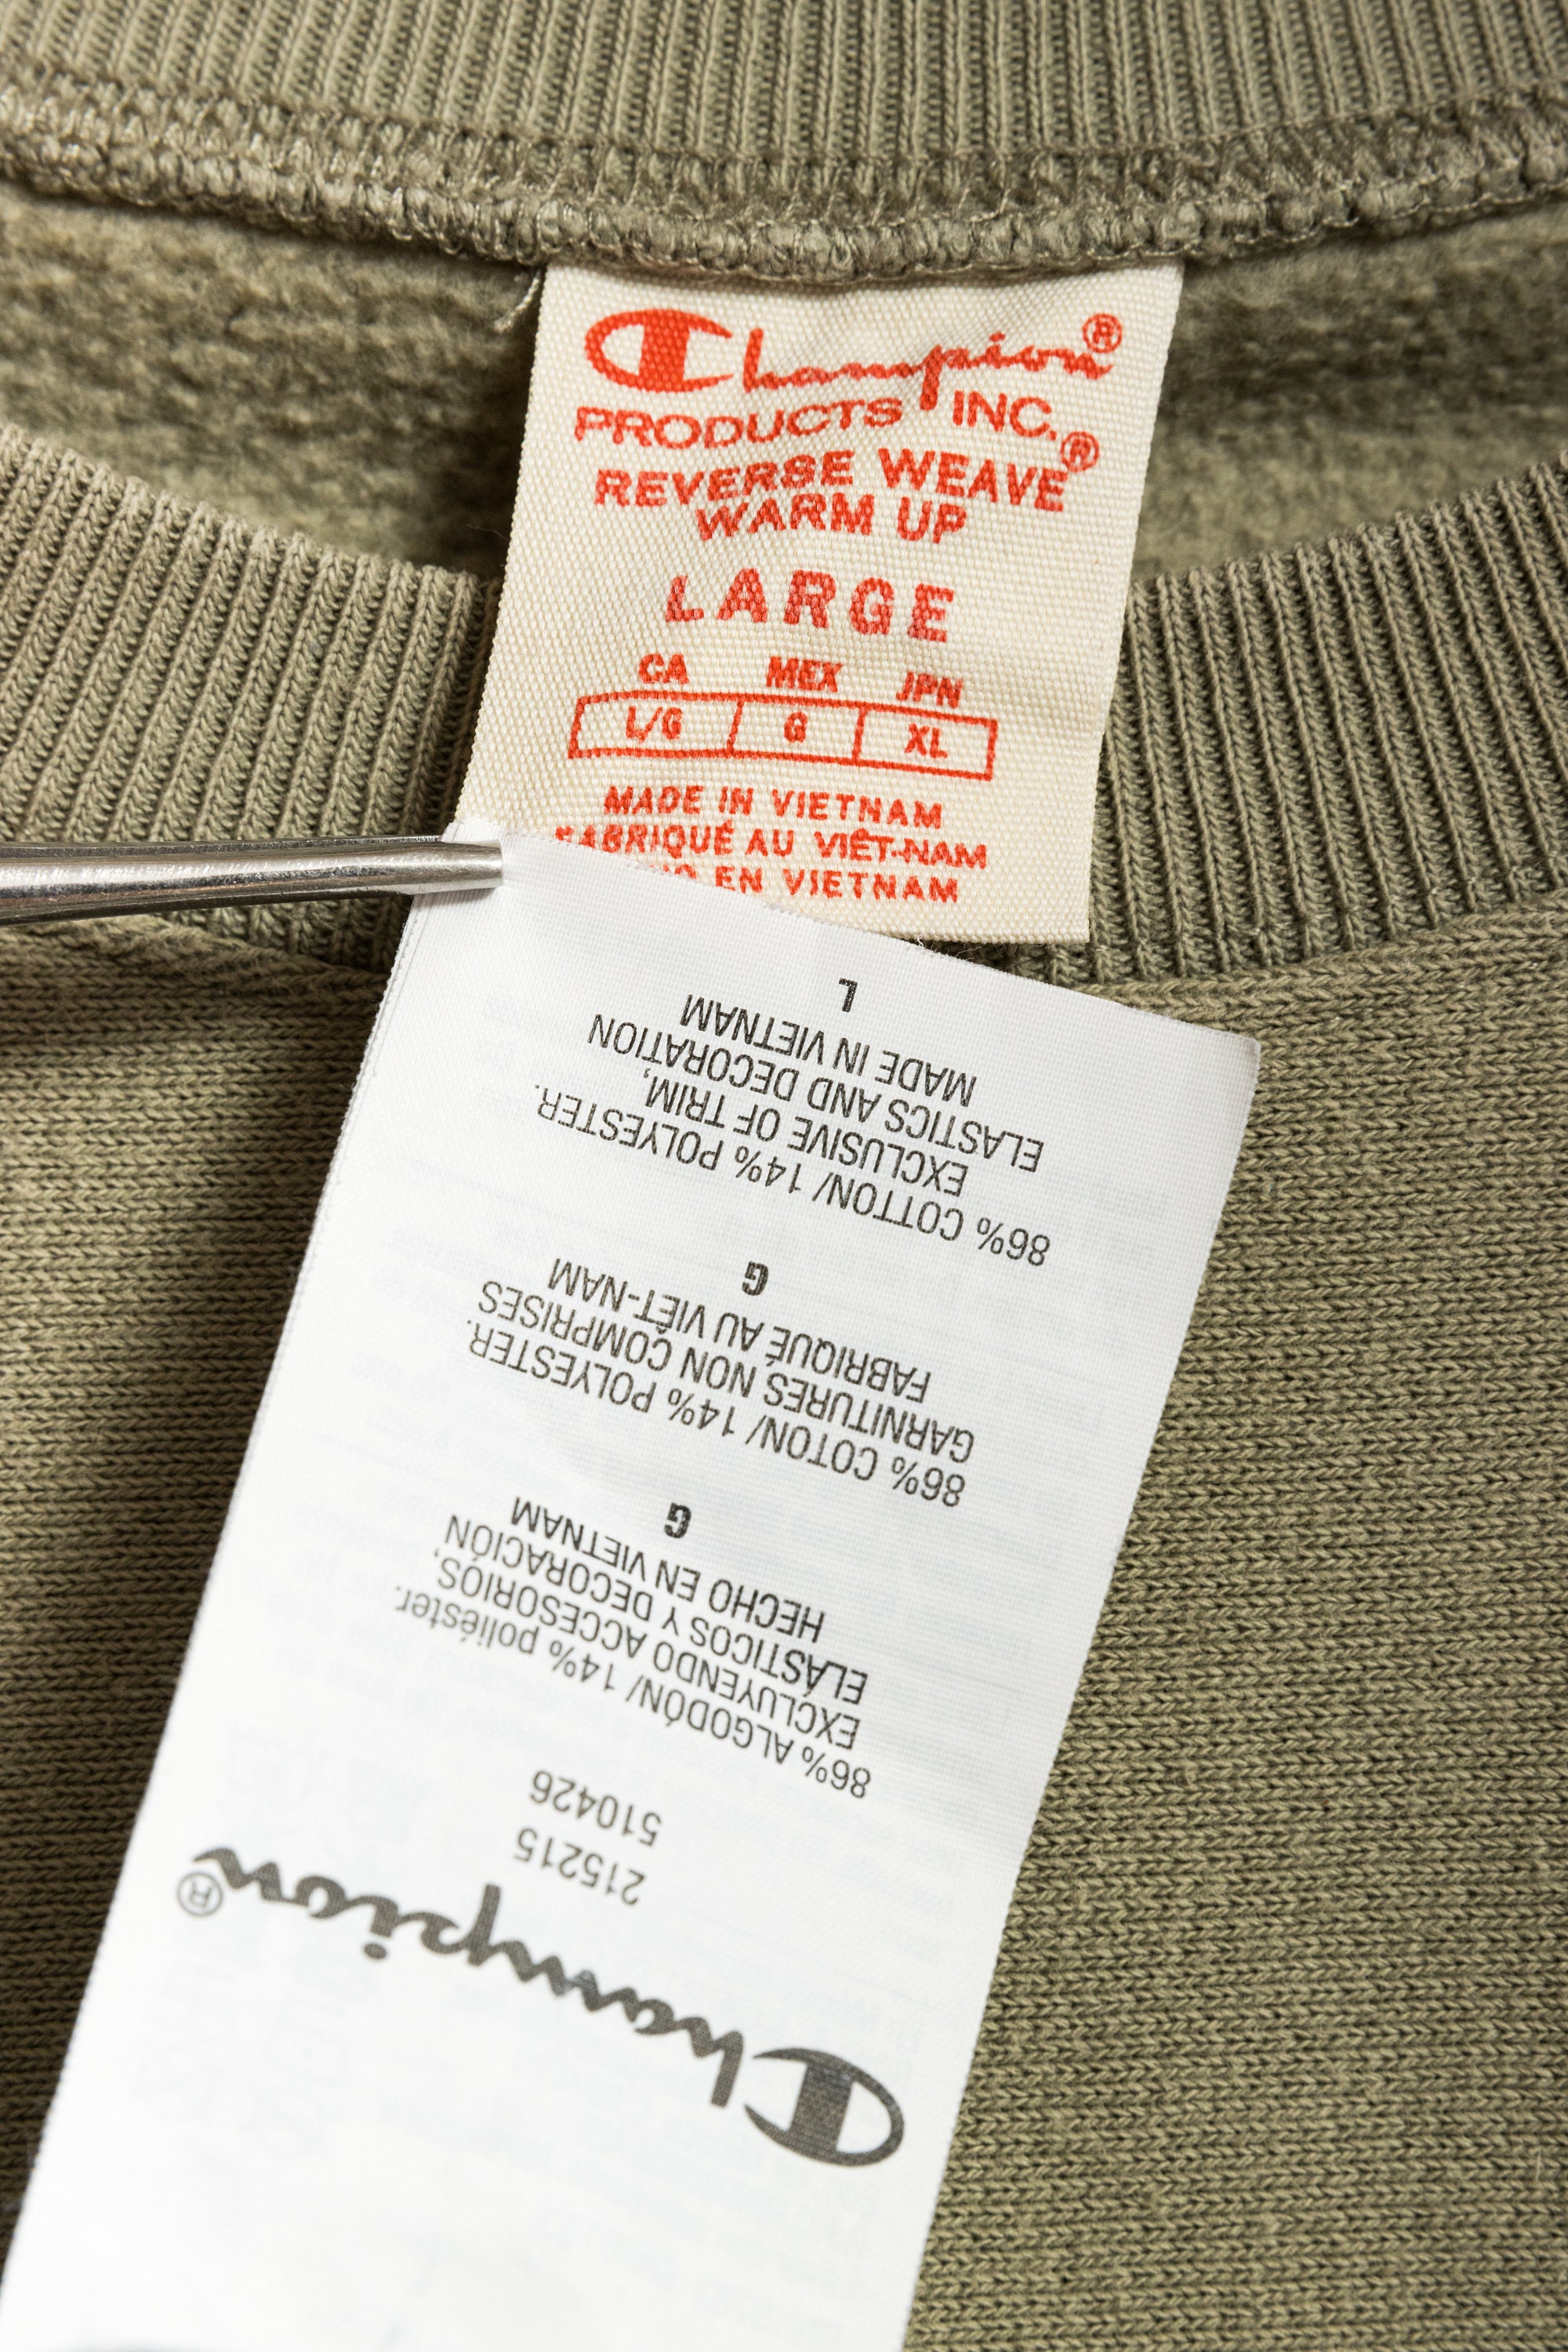 Champion®
PRODUCTS INC.
REVERSE WEAVE®
WARM UP
LARGE
CA MEX JPN
L/G G XL
MADE IN VIETNAM
FABRIQUÉ AU VIÊT-NAM
EN VIETNAM
Champion®
215215
510426
86% ALGODÓN/ 14% poliéster.
EXCLUYENDO ACCESORIOS,
ELÁSTICOS Y DECORACIÓN
HECHO EN VIETNAM
G
86% COTON/ 14% POLYESTER.
GARNITURES NON COMPRISES
FABRIQUÉ AU VIÊT-NAM
G
86% COTTON/ 14% POLYESTER.
EXCLUSIVE OF TRIM,
ELASTICS AND DECORATION
MADE IN VIETNAM
L